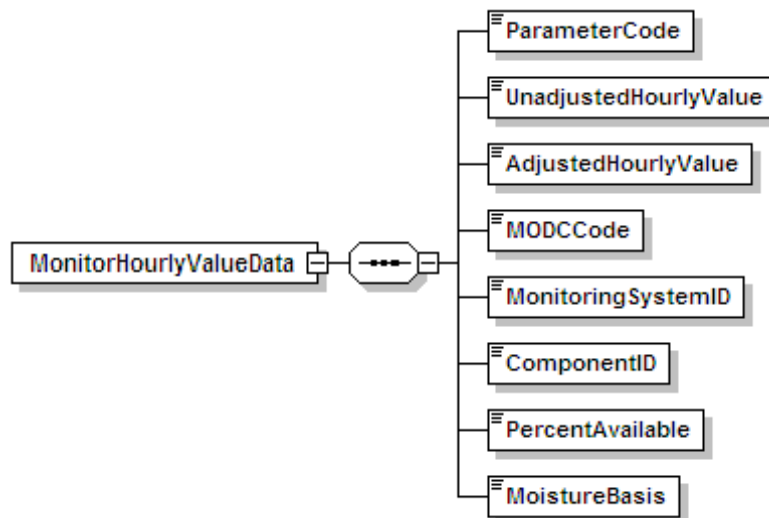 ParameterCode
UnadjustedHourlyValue
AdjustedHourlyValue
MODCCode
MonitorHourlyValueData
MonitoringSystemID
ComponentID
PercentAvailable
MoistureBasis